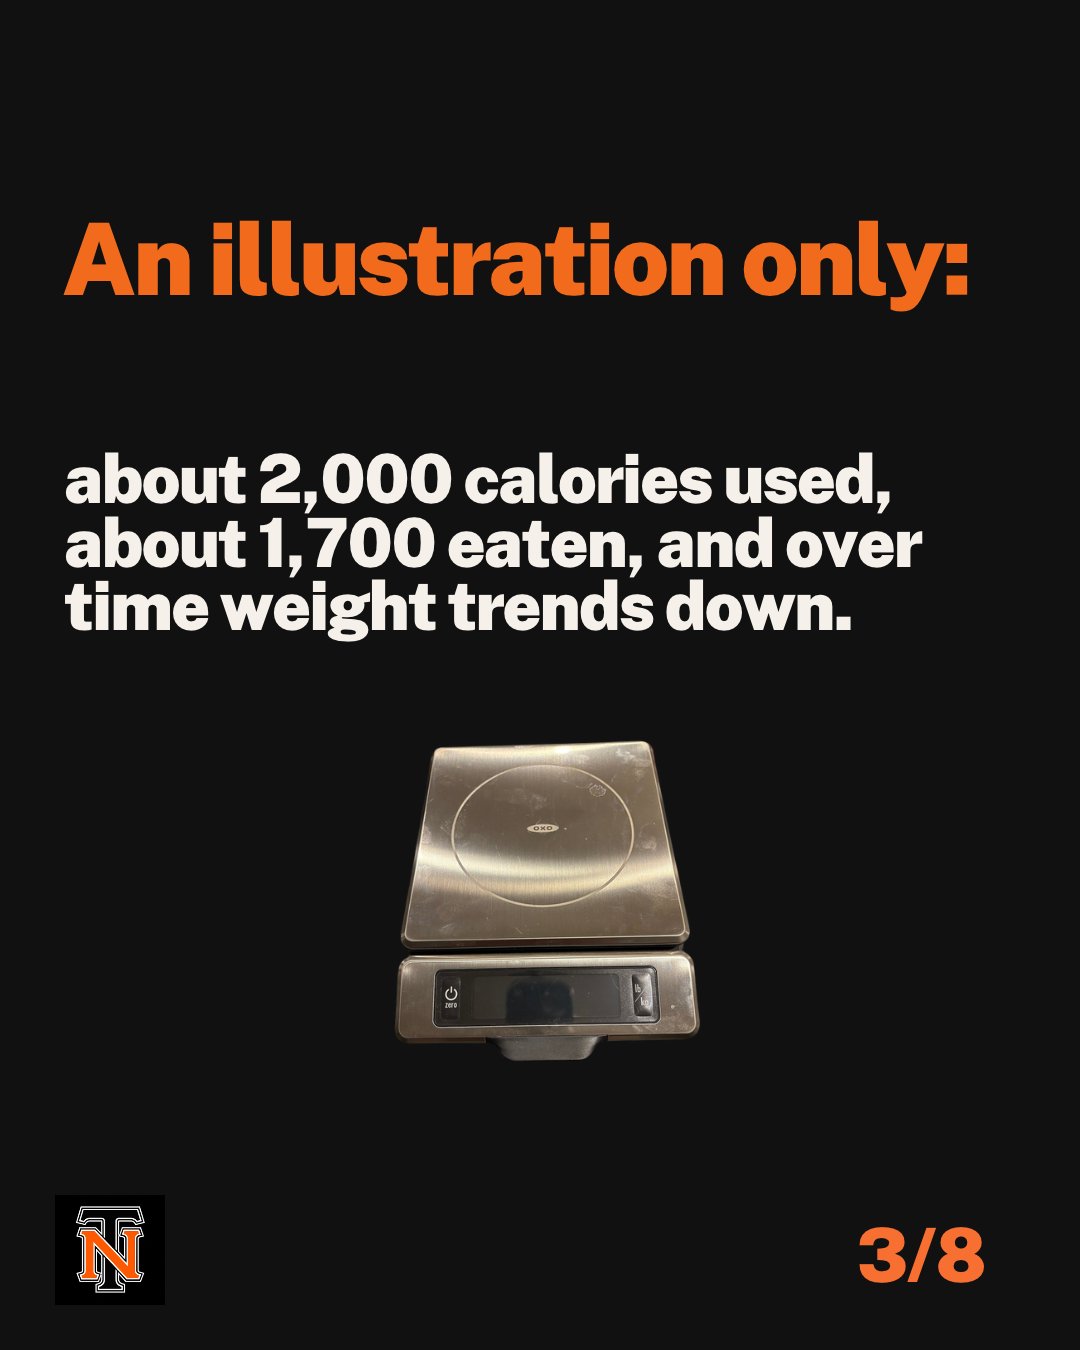 An illustration only:
about 2,000 calories used,
about 1,700 eaten, and over
time weight trends down.
OXO
zero
lb
kg
TN
3/8